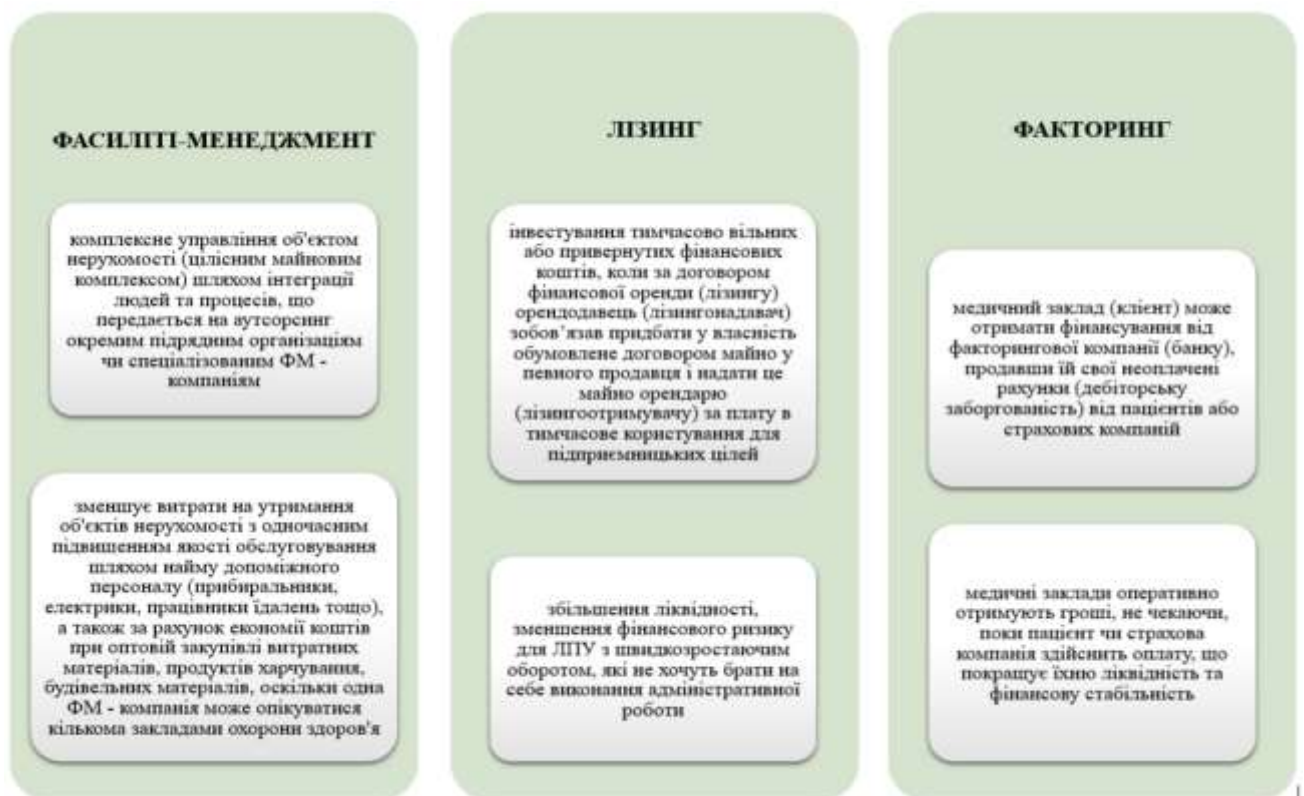 ФАСИЛІТІ-МЕНЕДЖМЕНТ
комплексне управління об'єктом
нерухомості (цілісним майновим
комплексом) шляхом інтеграції
людей та процесів, що
передається на аутсорсинг
окремим підрядним організаціям
чи спеціалізованим ФМ -
компаніям
зменшує витрати на утримання
об'єктів нерухомості з одночасним
підвищенням якості обслуговування
шляхом найму допоміжного
персоналу (прибиральники,
електрики, працівники їдалень тощо),
а також за рахунок економії коштів
при оптовій закупівлі витратних
матеріалів, продуктів харчування,
будівельних матеріалів, оскільки одна
ФМ - компанія може опікуватися
кількома закладами охорони здоров'я
ЛІЗИНГ
інвестування тимчасово вільних
або привернутих фінансових
коштів, коли за договором
фінансової оренди (лізингу)
орендодавець (лізингонадавач)
зобов’язав придбати у власність
обумовлене договором майно у
певного продавця і надати це
майно орендарю
(лізингоотримувачу) за плату в
тимчасове користування для
підприємницьких цілей
збільшення ліквідності,
зменшення фінансового ризику
для ЛПУ з швидкозростаючим
оборотом, які не хочуть брати на
себе виконання адміністративної
роботи
ФАКТОРИНГ
медичний заклад (клієнт) може
отримати фінансування від
факторингової компанії (банку),
продавши їй свої неоплачені
рахунки (дебіторську
заборгованість) від пацієнтів або
страхових компаній
медичні заклади оперативно
отримують гроші, не чекаючи,
поки пацієнт чи страхова
компанія здійснить оплату, що
покращує їхню ліквідність та
фінансову стабільність